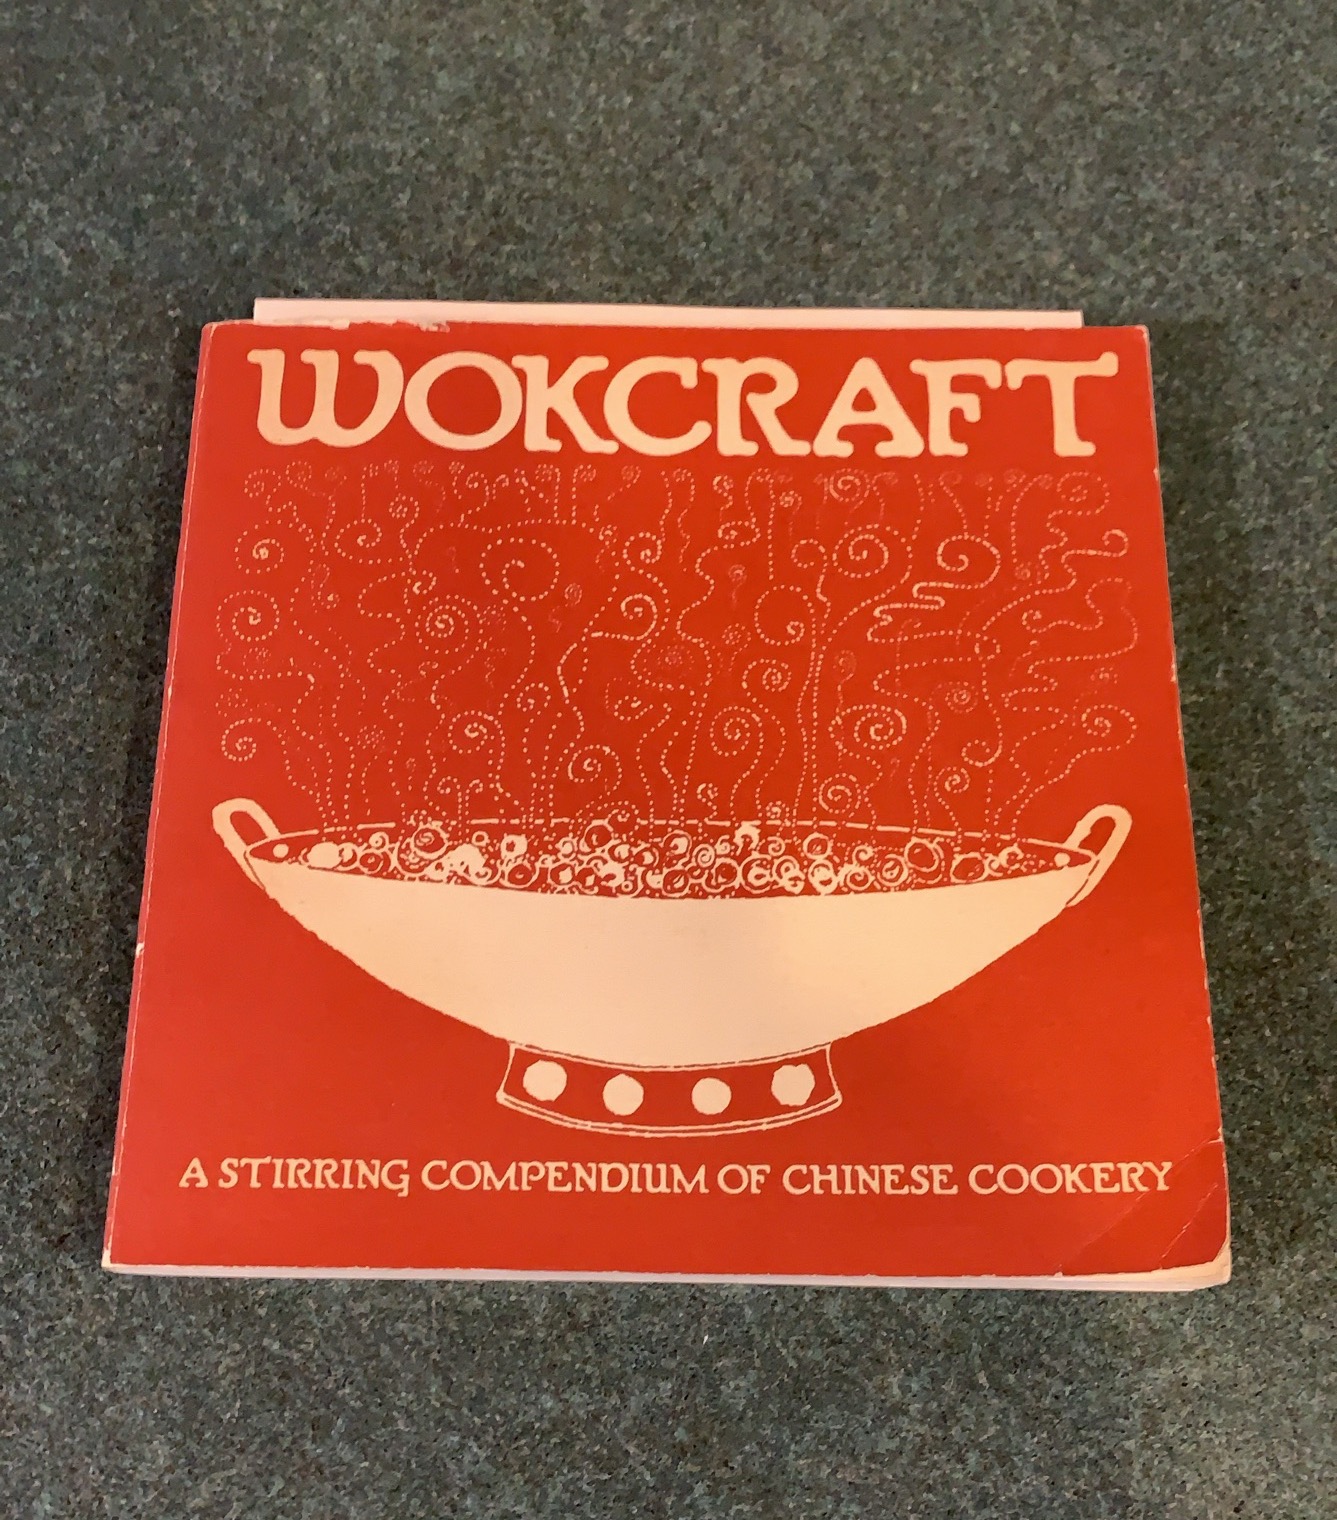 WOKCRAFT
A STIRRING COMPENDIUM OF CHINESE COOKERY